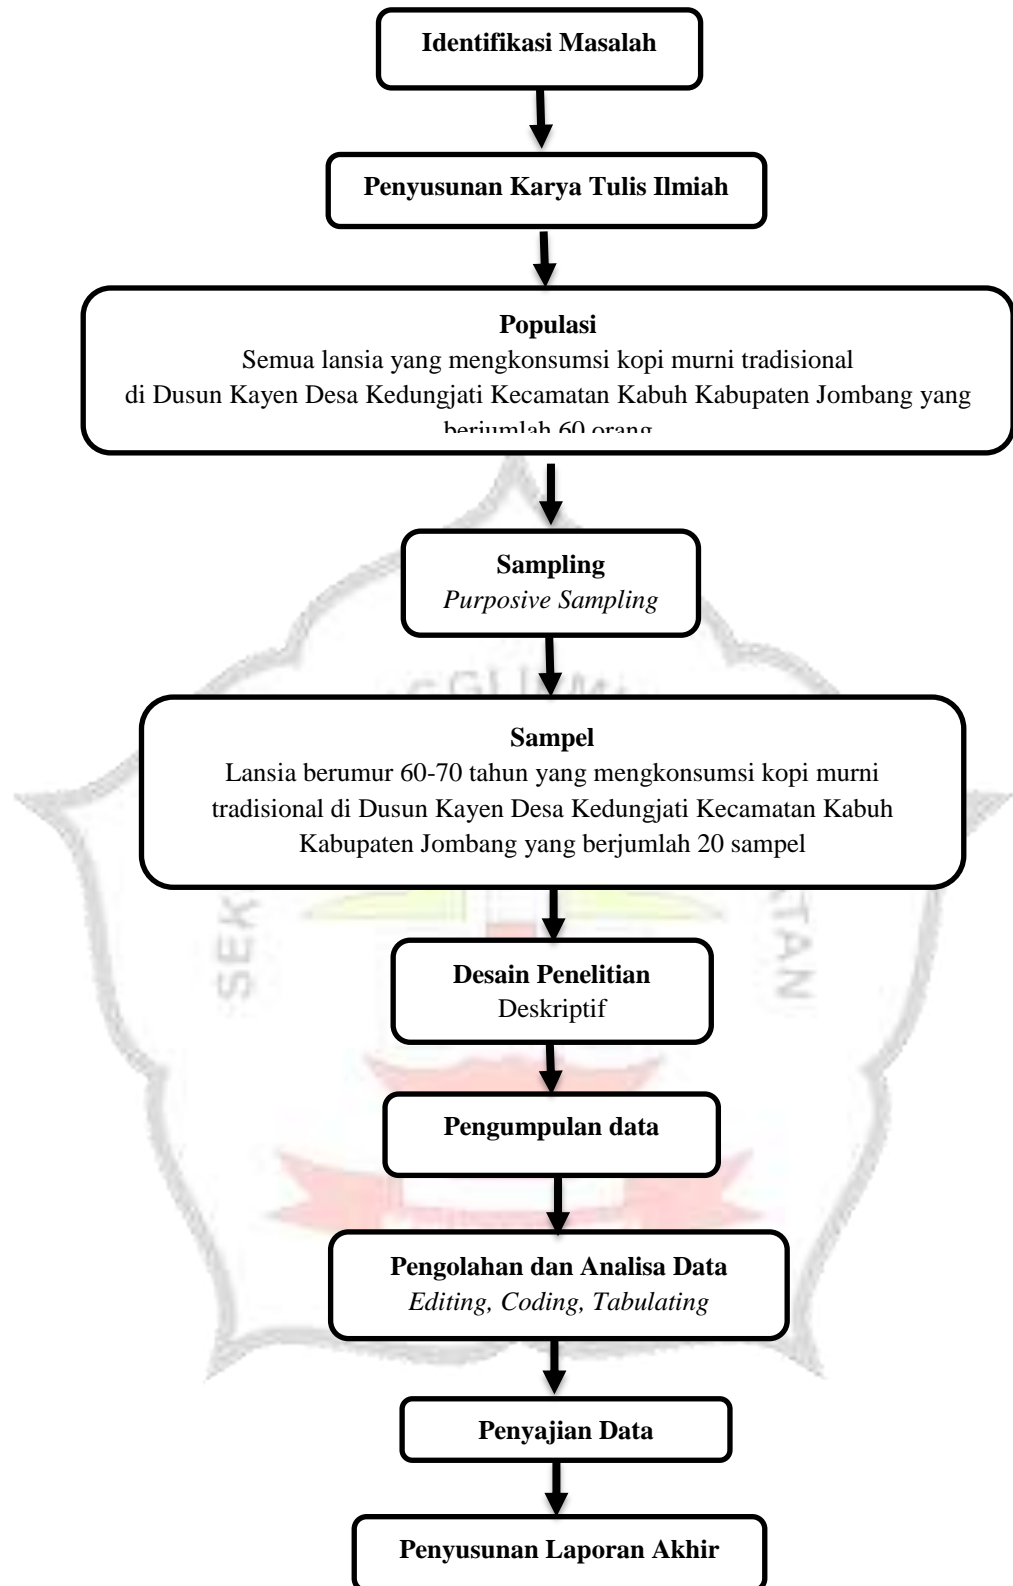 Identifikasi Masalah
Penyusunan Karya Tulis Ilmiah
Populasi
Semua lansia yang mengkonsumsi kopi murni tradisional
di Dusun Kayen Desa Kedungjati Kecamatan Kabuh Kabupaten Jombang yang
berjumlah 60 orang
Sampling
Purposive Sampling
Sampel
Lansia berumur 60-70 tahun yang mengkonsumsi kopi murni
tradisional di Dusun Kayen Desa Kedungjati Kecamatan Kabuh
Kabupaten Jombang yang berjumlah 20 sampel
Desain Penelitian
Deskriptif
Pengumpulan data
Pengolahan dan Analisa Data
Editing, Coding, Tabulating
Penyajian Data
Penyusunan Laporan Akhir